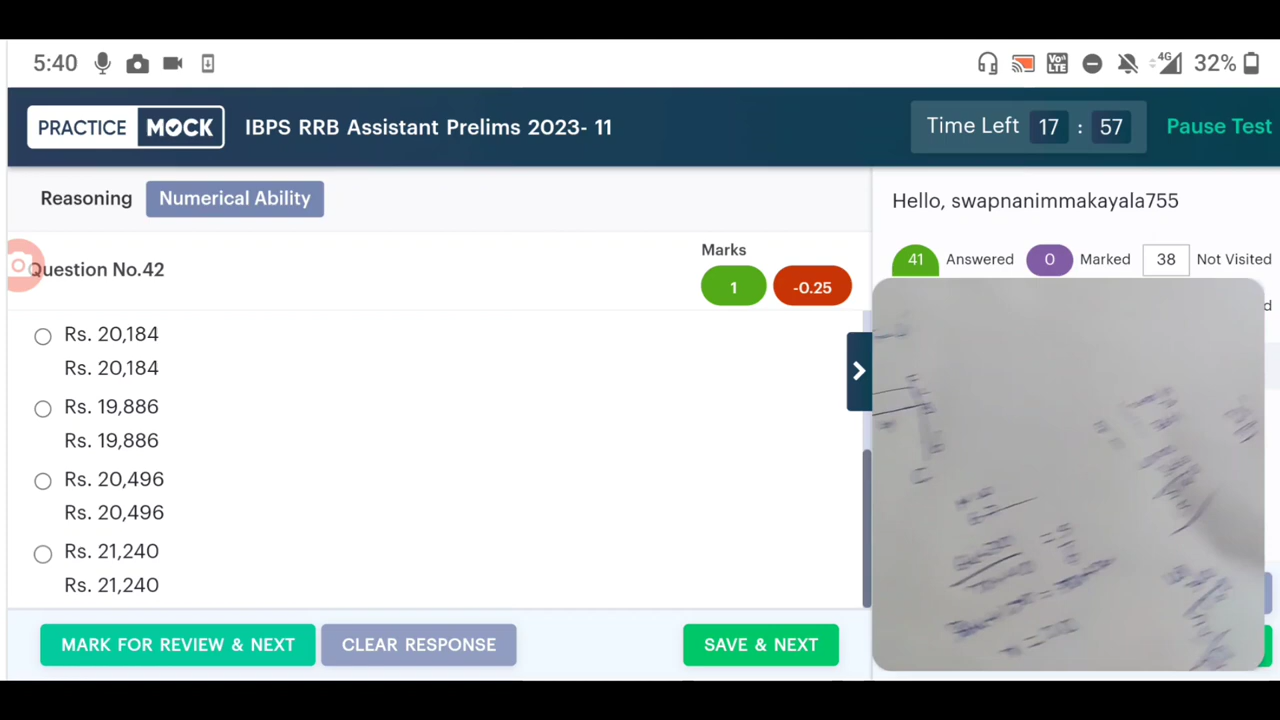 5:40
4G
Vo))
LTE
32%
PRACTICE MOCK
IBPS RRB Assistant Prelims 2023- 11
Time Left 17 : 57
Pause Test
Reasoning Numerical Ability
Hello, swapnanimmakayala755
Question No.42
Marks
1 -0.25
41 Answered 0 Marked 38 Not Visited
d
Rs. 20,184
Rs. 20,184
Rs. 19,886
Rs. 19,886
Rs. 20,496
Rs. 20,496
Rs. 21,240
Rs. 21,240
MARK FOR REVIEW & NEXT
CLEAR RESPONSE
SAVE & NEXT